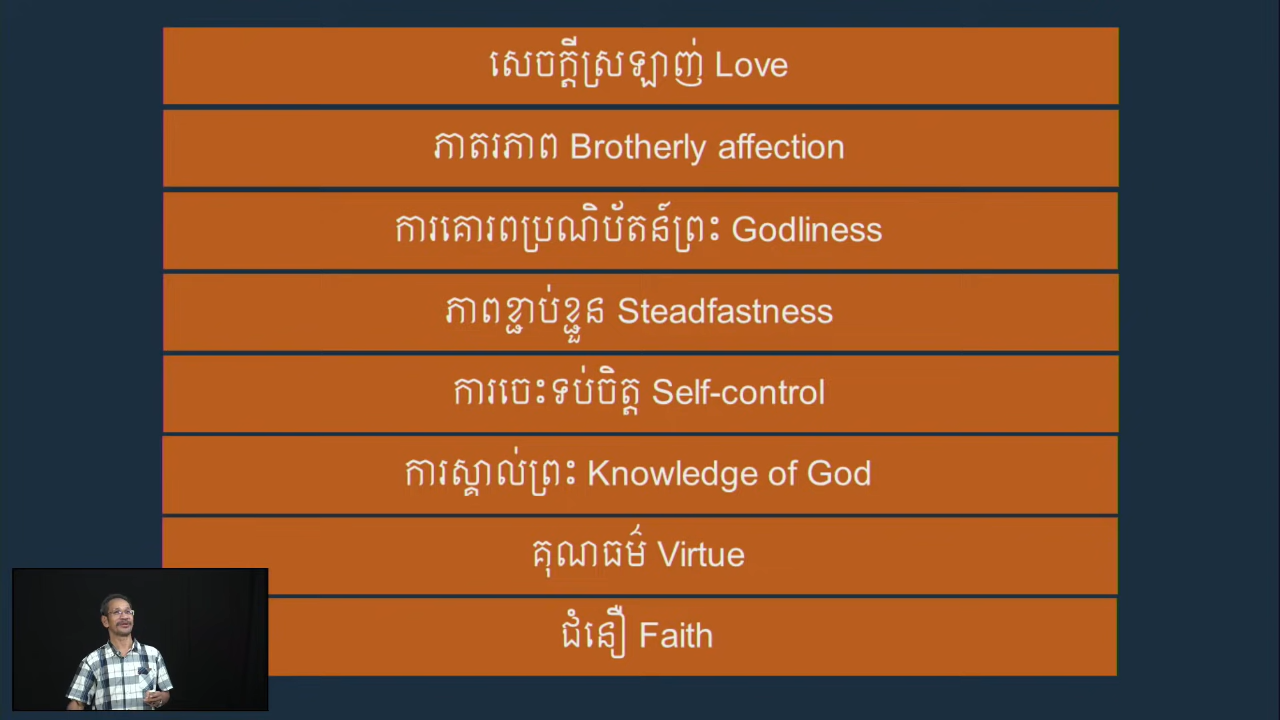 សេចក្ដីស្រឡាញ់ Love
ភាតរភាព Brotherly affection
ការគោរពប្រណិប័តន៍ព្រះ Godliness
ភាពខ្ជាប់ខ្ជួន Steadfastness
ការចេះទប់ចិត្ត Self-control
ការស្គាល់ព្រះ Knowledge of God
គុណធម៌ Virtue
ជំនឿ Faith